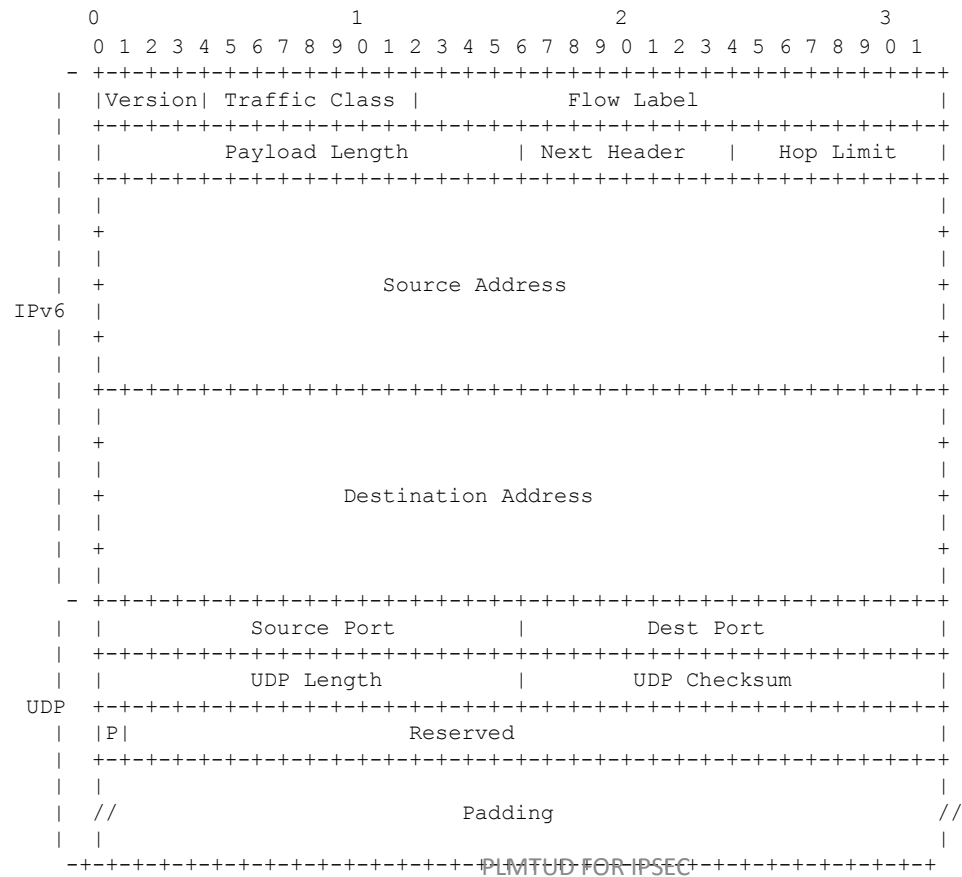 0 1 2 3
0 1 2 3 4 5 6 7 8 9 0 1 2 3 4 5 6 7 8 9 0 1 2 3 4 5 6 7 8 9 0 1
- +-+-+-+-+-+-+-+-+-+-+-+-+-+-+-+-+-+-+-+-+-+-+-+-+-+-+-+-+-+-+-+-+
| |Version| Traffic Class | Flow Label |
| +-+-+-+-+-+-+-+-+-+-+-+-+-+-+-+-+-+-+-+-+-+-+-+-+-+-+-+-+-+-+-+-+
| | Payload Length | Next Header | Hop Limit |
| +-+-+-+-+-+-+-+-+-+-+-+-+-+-+-+-+-+-+-+-+-+-+-+-+-+-+-+-+-+-+-+-+
| | |
| + +
| | |
| + Source Address +
IPv6 | |
| + +
| | |
| +-+-+-+-+-+-+-+-+-+-+-+-+-+-+-+-+-+-+-+-+-+-+-+-+-+-+-+-+-+-+-+-+
| | |
| + +
| | |
| + Destination Address +
| | |
| + +
| | |
- +-+-+-+-+-+-+-+-+-+-+-+-+-+-+-+-+-+-+-+-+-+-+-+-+-+-+-+-+-+-+-+-+
| | Source Port | Dest Port |
| +-+-+-+-+-+-+-+-+-+-+-+-+-+-+-+-+-+-+-+-+-+-+-+-+-+-+-+-+-+-+-+-+
| | UDP Length | UDP Checksum |
UDP +-+-+-+-+-+-+-+-+-+-+-+-+-+-+-+-+-+-+-+-+-+-+-+-+-+-+-+-+-+-+-+-+
| |P| Reserved |
| +-+-+-+-+-+-+-+-+-+-+-+-+-+-+-+-+-+-+-+-+-+-+-+-+-+-+-+-+-+-+-+-+
| | |
| // Padding //
| | |
-+-+-+-+-+-+-+-+-+-+-+-+-+-+-+-+-+-+-+-+-+-+-+-+-+-+-+-+-+-+-+-+-+
PLMTUD FOR IPSEC